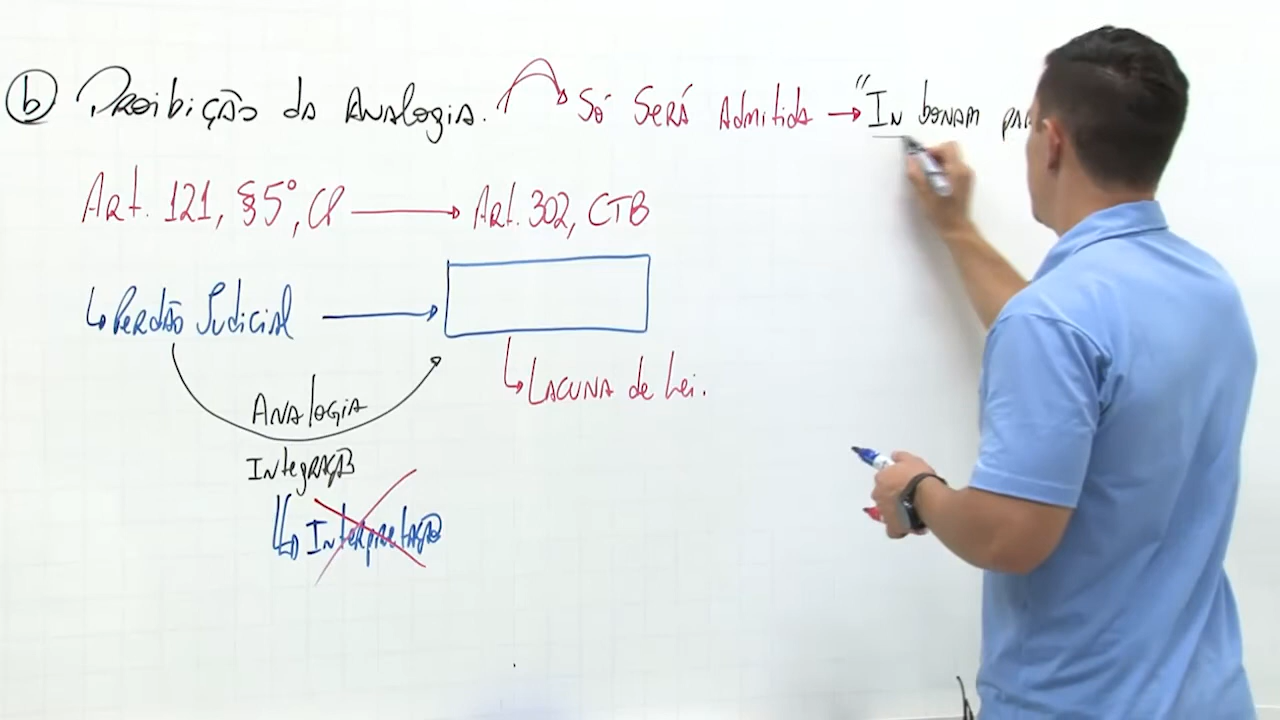 b Proibição da Analogia. Só Será Admitida → "In bonam
Art. 121, §5º, CP → Art. 302, CTB
↳ Perdão Judicial →
↳ Lacuna de Lei.
Analogia
Integração
↳ Interpretação